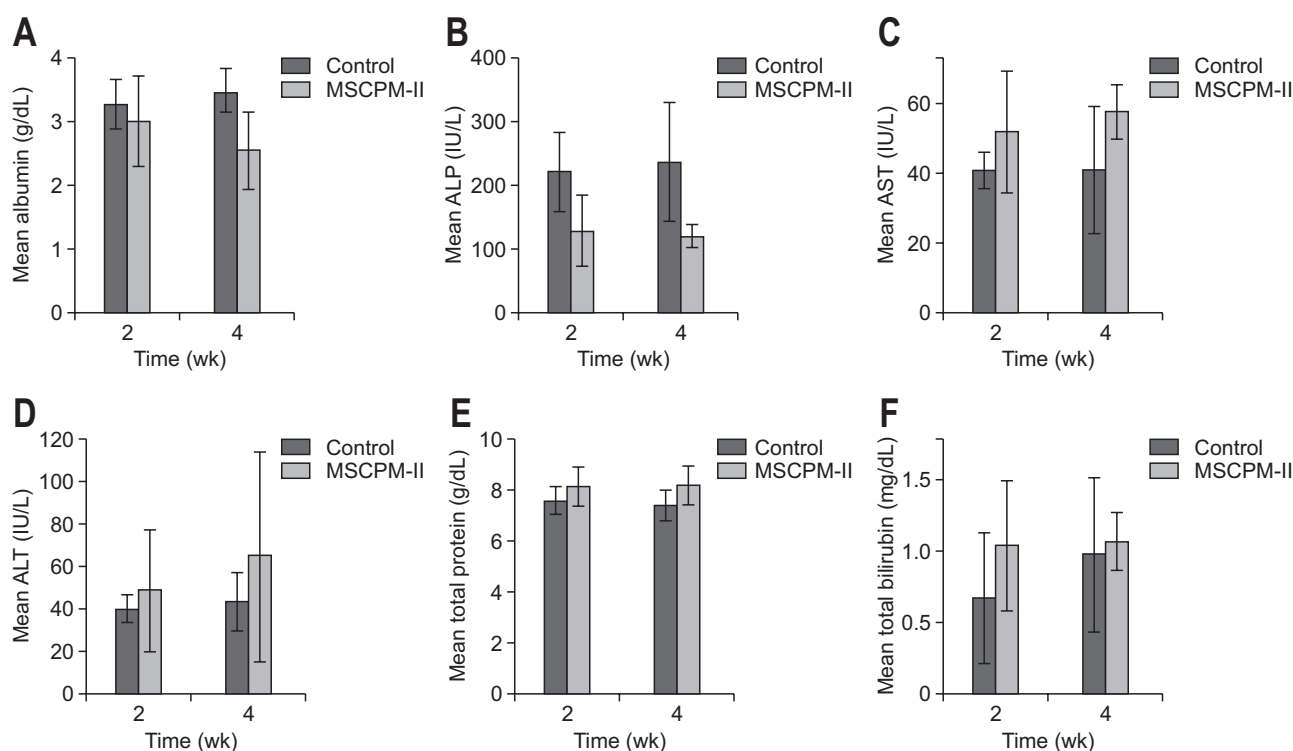 A
Mean albumin (g/dL)
4
3
2
1
0
2 4
Time (wk)
Control
MSCPM-II
B
Mean ALP (IU/L)
400
300
200
100
0
2 4
Time (wk)
Control
MSCPM-II
C
Mean AST (IU/L)
60
40
20
0
2 4
Time (wk)
Control
MSCPM-II
D
Mean ALT (IU/L)
120
100
80
60
40
20
0
2 4
Time (wk)
Control
MSCPM-II
E
Mean total protein (g/dL)
10
8
6
4
2
0
2 4
Time (wk)
Control
MSCPM-II
F
Mean total bilirubin (mg/dL)
1.5
1.0
0.5
0
2 4
Time (wk)
Control
MSCPM-II